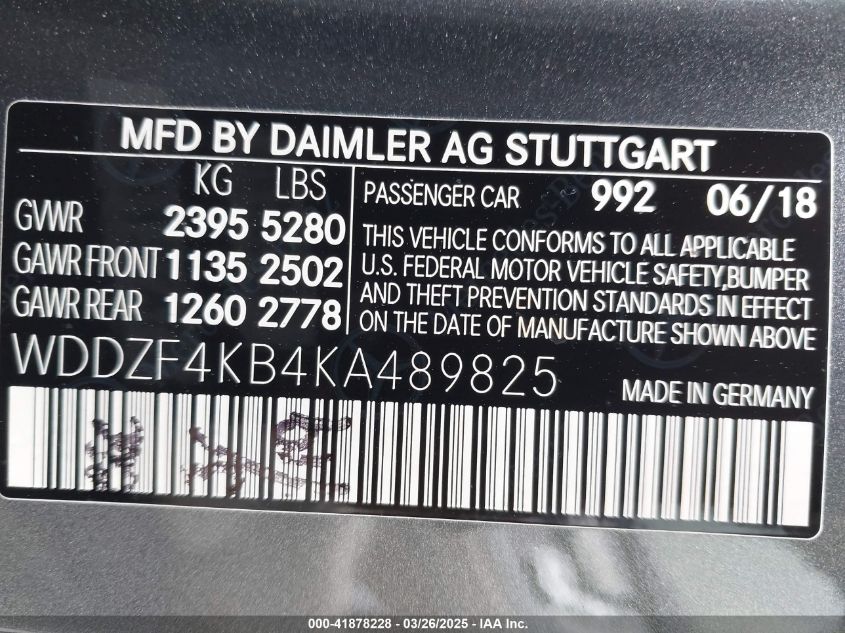 MFD BY DAIMLER AG STUTTGART
KG LBS
GVWR 2395 5280
GAWR FRONT 1135 2502
GAWR REAR 1260 2778
PASSENGER CAR 992 06/18
THIS VEHICLE CONFORMS TO ALL APPLICABLE
U.S. FEDERAL MOTOR VEHICLE SAFETY,BUMPER
AND THEFT PREVENTION STANDARDS IN EFFECT
ON THE DATE OF MANUFACTURE SHOWN ABOVE
WDDZF4KB4KA489825
MADE IN GERMANY
000-41878228 - 03/26/2025 - IAA Inc.